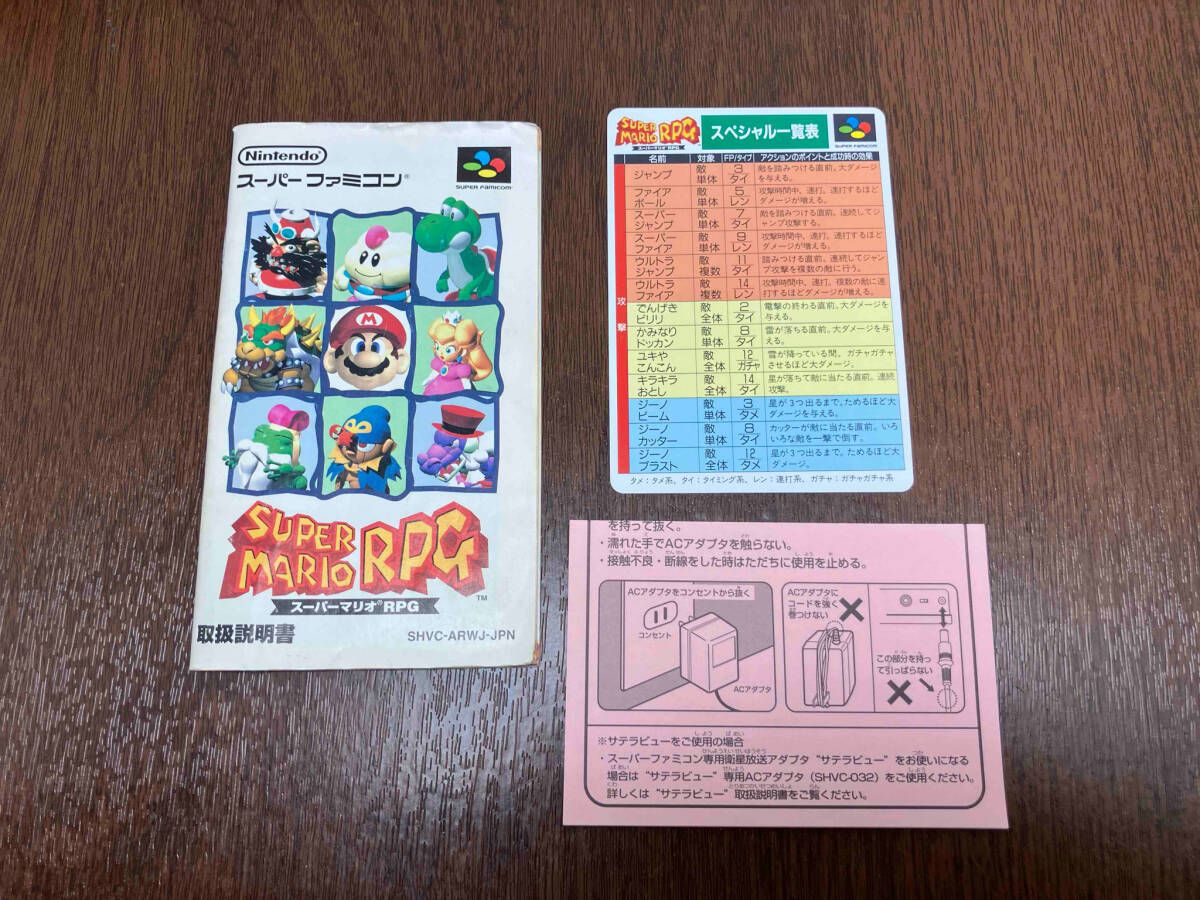 Nintendo
スーパーファミコン®
SUPER FAMICOM
SUPER
MARIO RPG
™
スーパーマリオ®RPG
取扱説明書
SHVC-ARWJ-JPN
SUPER
MARIO RPG
スーパーマリオRPG
スペシャル一覧表
SUPER FAMICOM
名前 対象 FP/タイプ アクションのポイントと成功時の効果
攻撃
ジャンプ 敵単体 3 タイ 敵を踏みつける直前。大ダメージを与える。
ファイアボール 敵単体 5 レン 攻撃時間中、連打。連打するほどダメージが増える。
スーパージャンプ 敵単体 7 タイ 敵を踏みつける直前。連続してジャンプ攻撃する。
スーパーファイア 敵単体 9 レン 攻撃時間中、連打。連打するほどダメージが増える。
ウルトラジャンプ 敵複数 11 タイ 踏みつける直前。連続してジャンプ攻撃を複数の敵に行う。
ウルトラファイア 敵複数 14 レン 攻撃時間中、連打。複数の敵に連打するほどダメージが増える。
でんげきビリリ 敵全体 2 タイ 電撃の終わる直前。大ダメージを与える。
かみなりドッカン 敵単体 8 タイ 雷が落ちる直前。大ダメージを与える。
ユキやこんこん 敵全体 12 ガチャ 雪が降っている間。ガチャガチャさせるほど大ダメージ。
キラキラおとし 敵全体 14 タイ 星が落ちて敵に当たる直前。連続攻撃。
ジーノビーム 敵単体 3 タメ 星が3つ出るまで。ためるほど大ダメージを与える。
ジーノカッター 敵単体 8 タイ カッターが敵に当たる直前。いろいろな敵を一撃で倒す。
ジーノブラスト 敵全体 12 タメ 星が3つ出るまで。ためるほど大ダメージ。
タメ：タメ系、タイ：タイミング系、レン：連打系、ガチャ：ガチャガチャ系
を持って抜く。
・濡れた手でACアダプタを触らない。
・接触不良・断線をした時はただちに使用を止める。
ACアダプタをコンセントから抜く
コンセント
ACアダプタ
ACアダプタに
コードを強く
巻つけない
この部分を持っ
て引っぱらない
※サテラビューをご使用の場合
・スーパーファミコン専用衛星放送アダプタ“サテラビュー”をお使いになる
場合は“サテラビュー”専用ACアダプタ（SHVC-032）をご使用ください。
詳しくは“サテラビュー”取扱説明書をご覧ください。